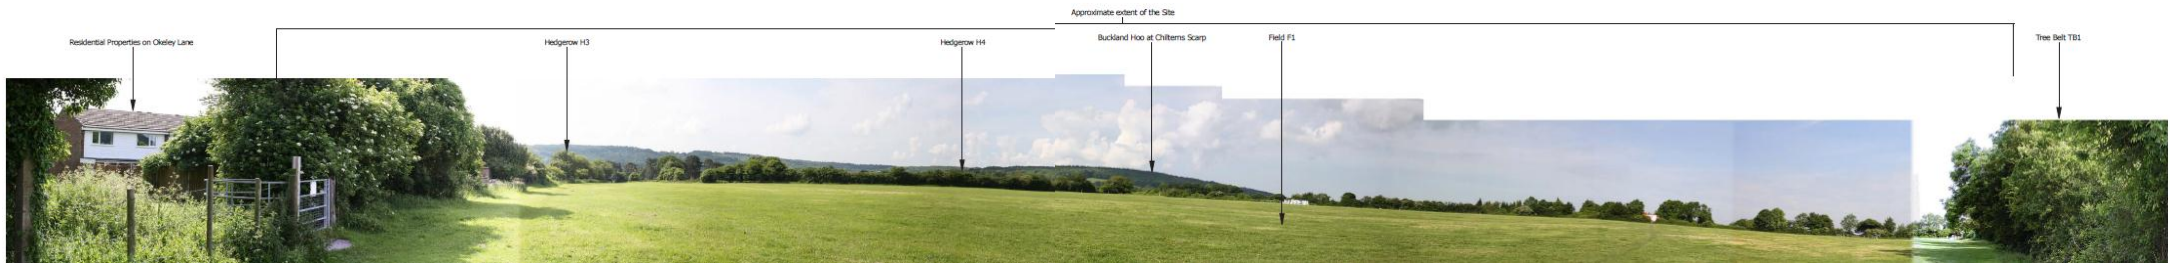 Approximate extent of the Site
Residential Properties on Okeley Lane
Hedgerow H3
Hedgerow H4
Buckland Hoo at Chilterns Scarp
Field F1
Tree Belt TB1